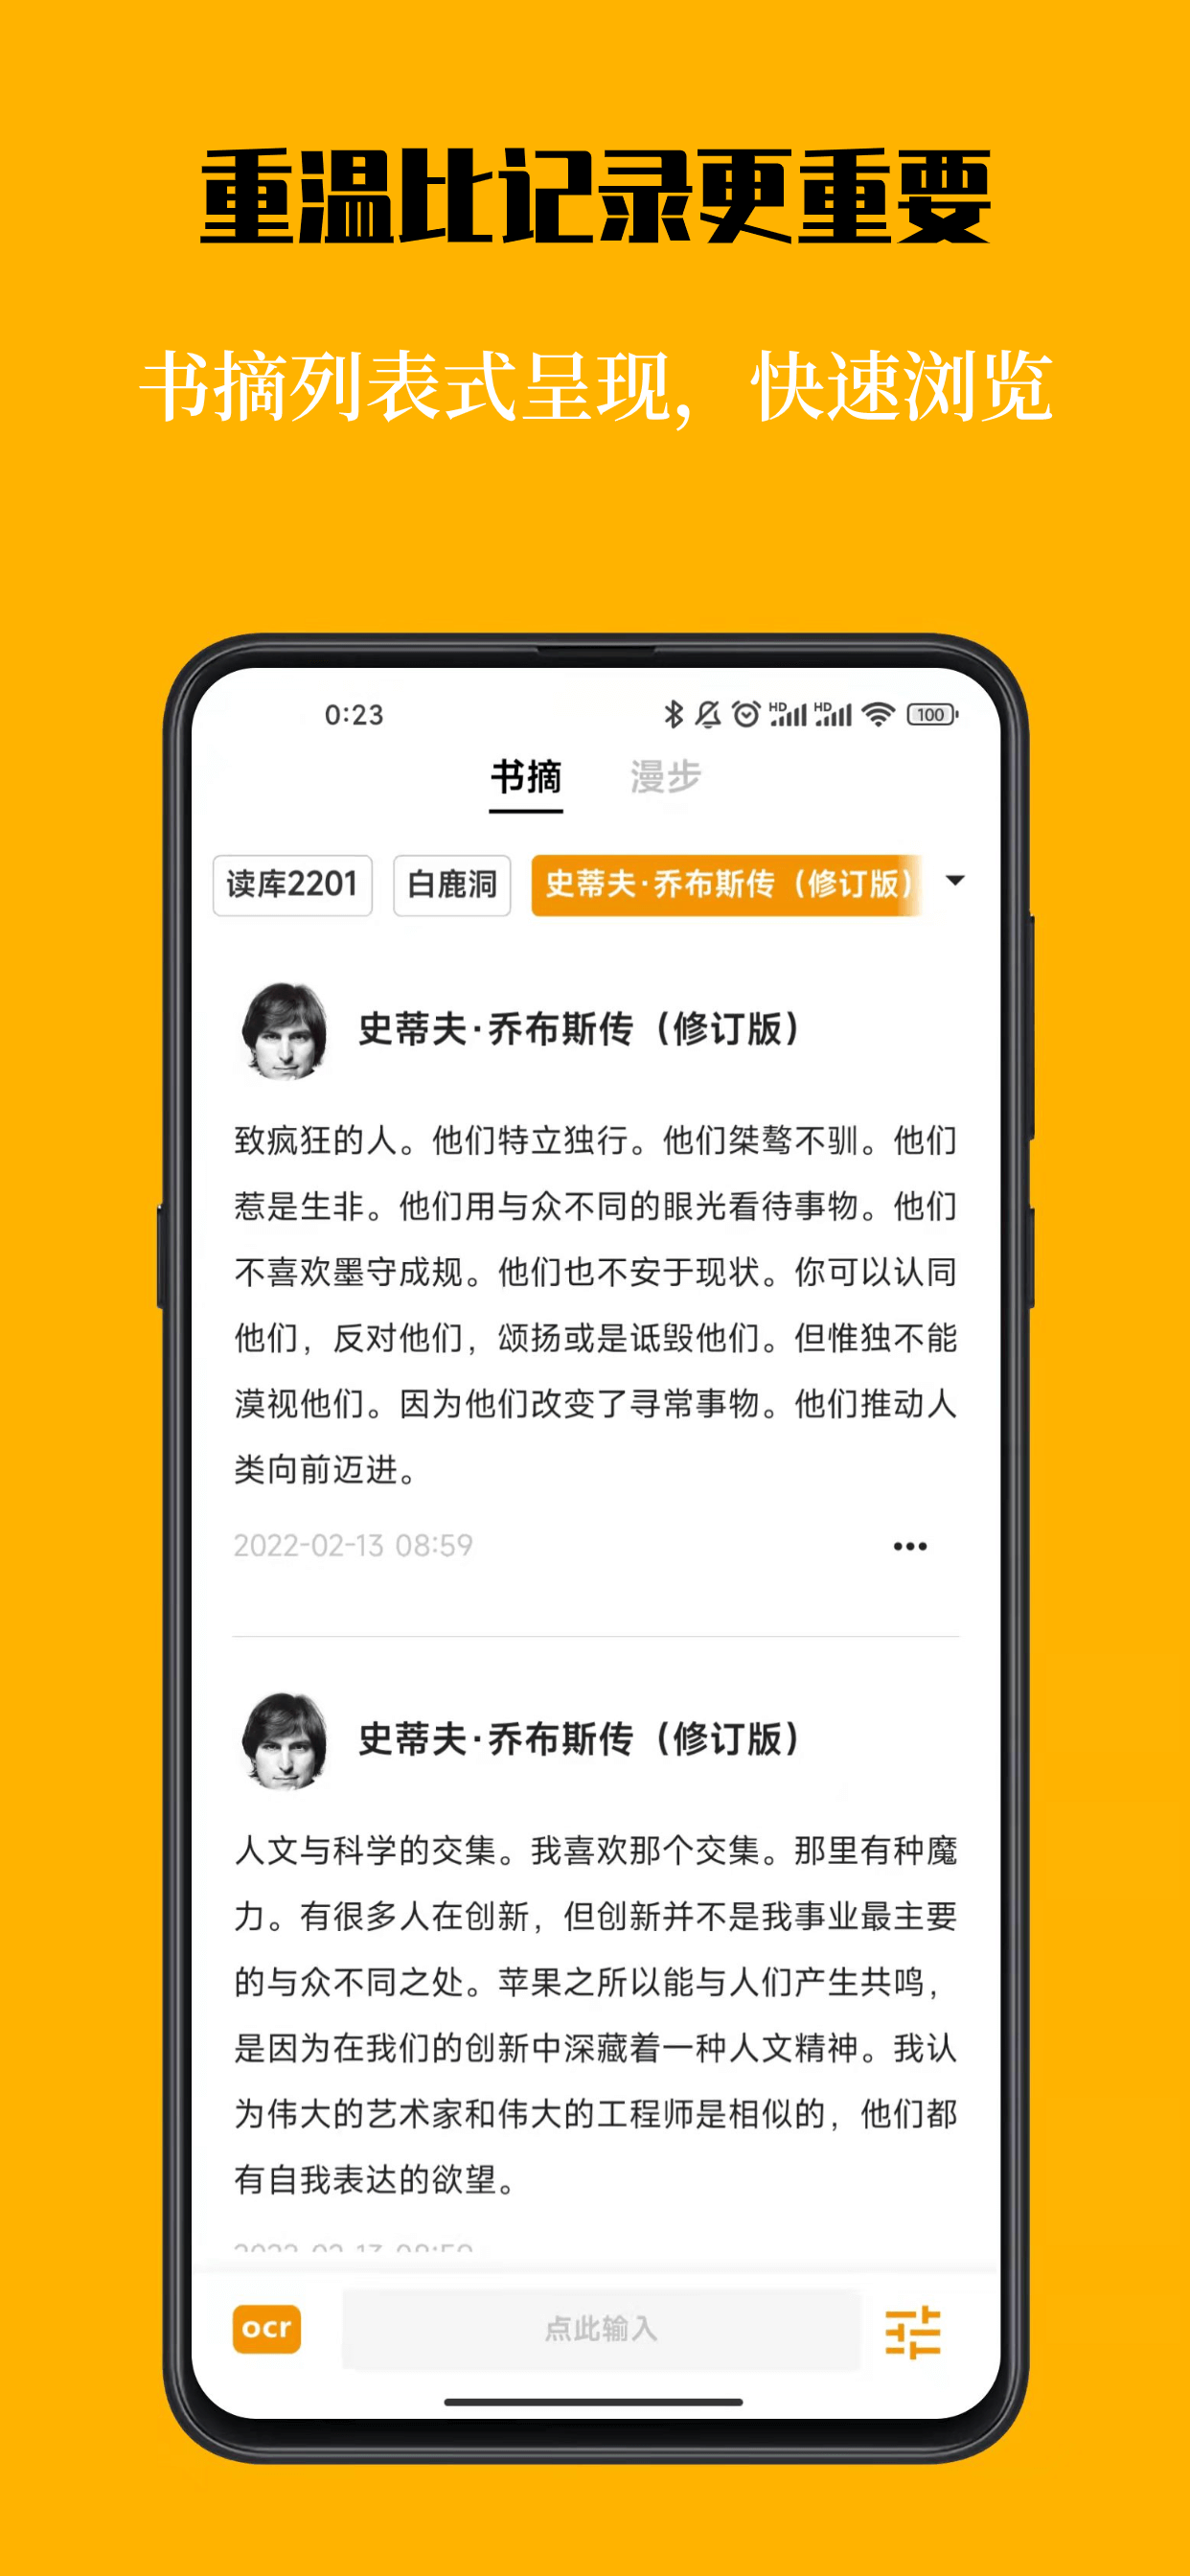 重温比记录更重要
书摘列表式呈现，快速浏览
0:23
HD HD 100
书摘 漫步
读库2201 白鹿洞 史蒂夫·乔布斯传（修订版）
史蒂夫·乔布斯传（修订版）
致疯狂的人。他们特立独行。他们桀骜不驯。他们
惹是生非。他们用与众不同的眼光看待事物。他们
不喜欢墨守成规。他们也不安于现状。你可以认同
他们，反对他们，颂扬或是诋毁他们。但惟独不能
漠视他们。因为他们改变了寻常事物。他们推动人
类向前迈进。
2022-02-13 08:59
史蒂夫·乔布斯传（修订版）
人文与科学的交集。我喜欢那个交集。那里有种魔
力。有很多人在创新，但创新并不是我事业最主要
的与众不同之处。苹果之所以能与人们产生共鸣，
是因为在我们的创新中深藏着一种人文精神。我认
为伟大的艺术家和伟大的工程师是相似的，他们都
有自我表达的欲望。
ocr 点此输入